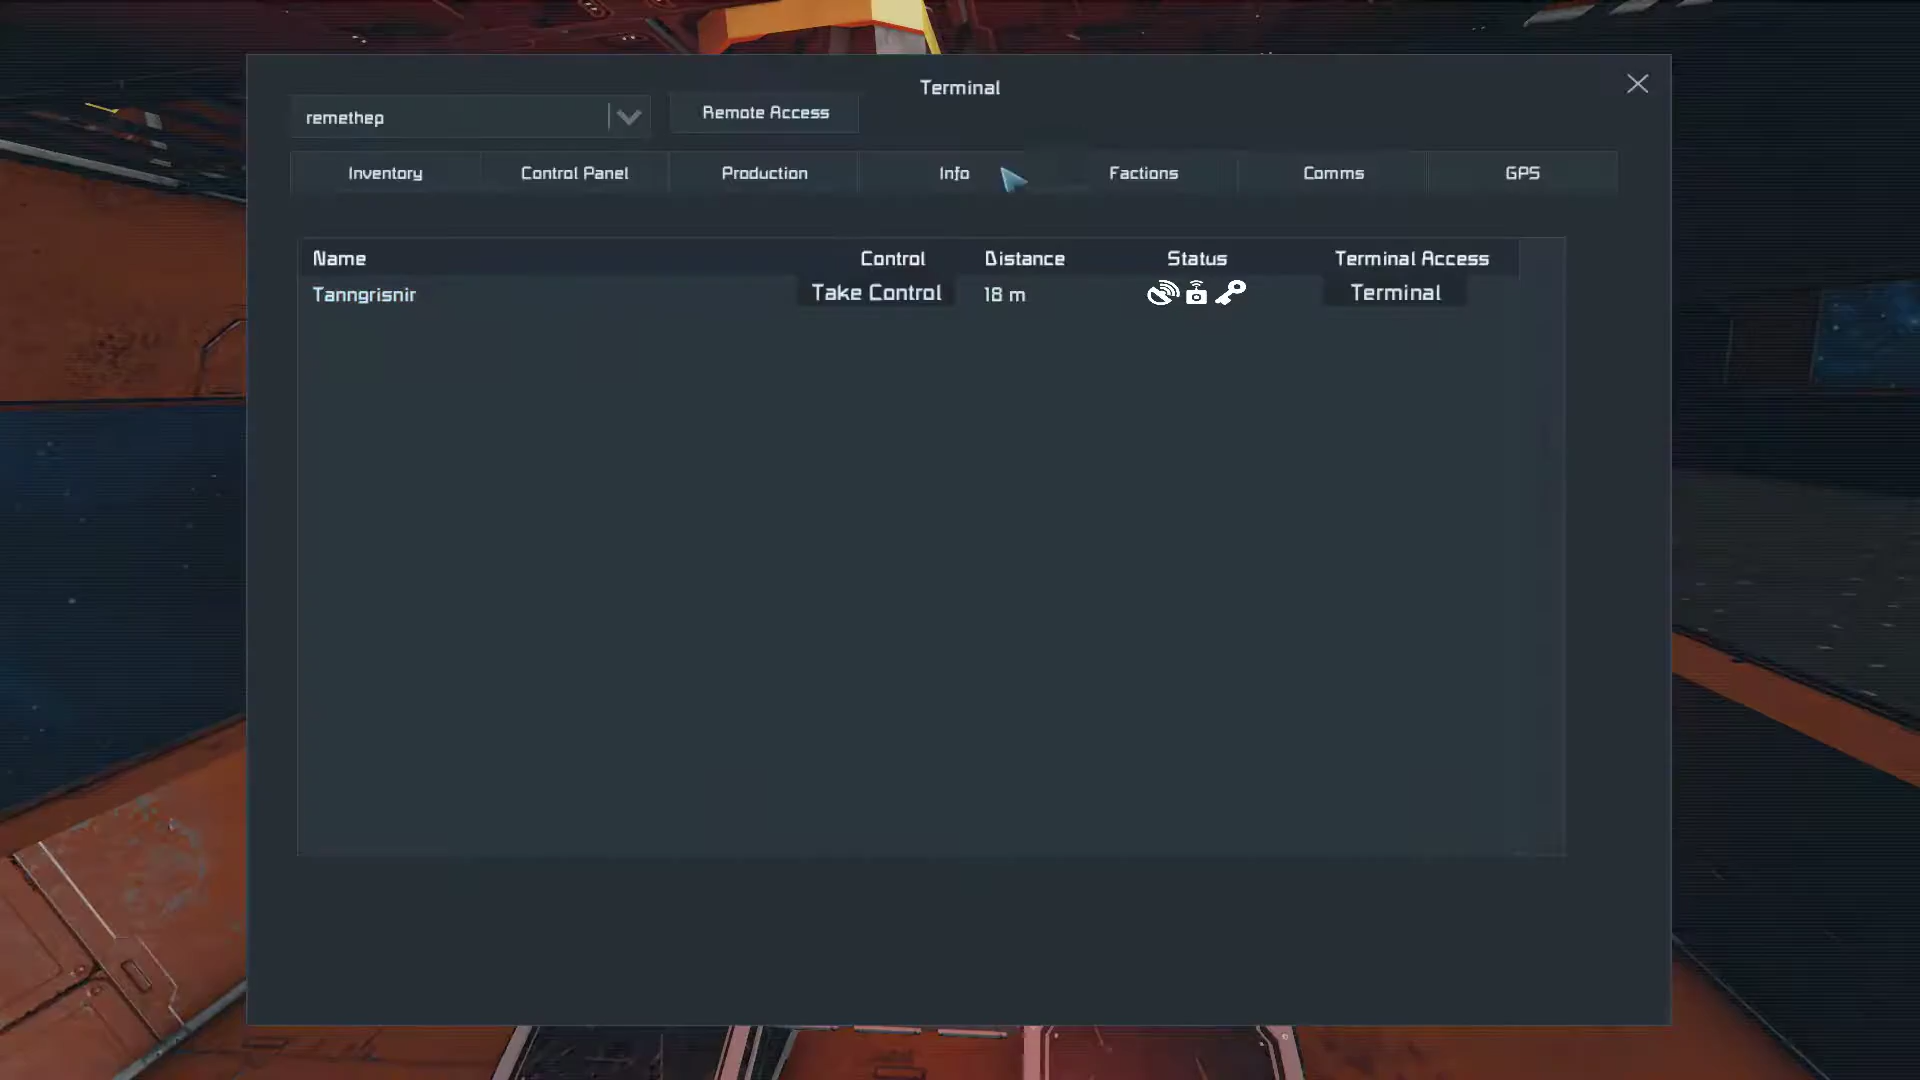 Terminal
remethep
Remote Access
Inventory Control Panel Production Info Factions Comms GPS
Name Control Distance Status Terminal Access
Tanngrisnir Take Control 18 m Terminal